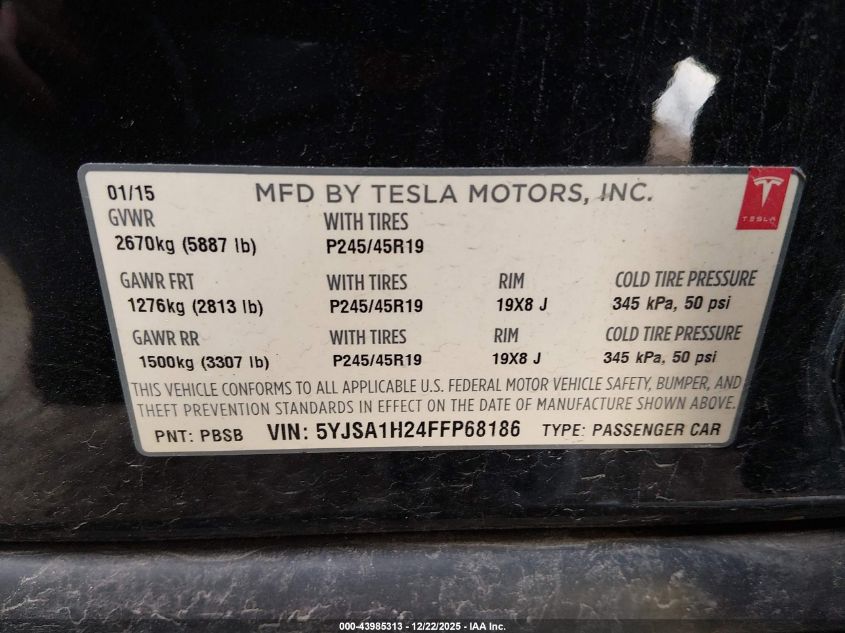 01/15 MFD BY TESLA MOTORS, INC.
TESLA
GVWR WITH TIRES
2670kg (5887 lb) P245/45R19
GAWR FRT WITH TIRES RIM COLD TIRE PRESSURE
1276kg (2813 lb) P245/45R19 19X8 J 345 kPa, 50 psi
GAWR RR WITH TIRES RIM COLD TIRE PRESSURE
1500kg (3307 lb) P245/45R19 19X8 J 345 kPa, 50 psi
THIS VEHICLE CONFORMS TO ALL APPLICABLE U.S. FEDERAL MOTOR VEHICLE SAFETY, BUMPER, AND
THEFT PREVENTION STANDARDS IN EFFECT ON THE DATE OF MANUFACTURE SHOWN ABOVE.
PNT: PBSB VIN: 5YJSA1H24FFP68186 TYPE: PASSENGER CAR
000-43985313 - 12/22/2025 - IAA Inc.